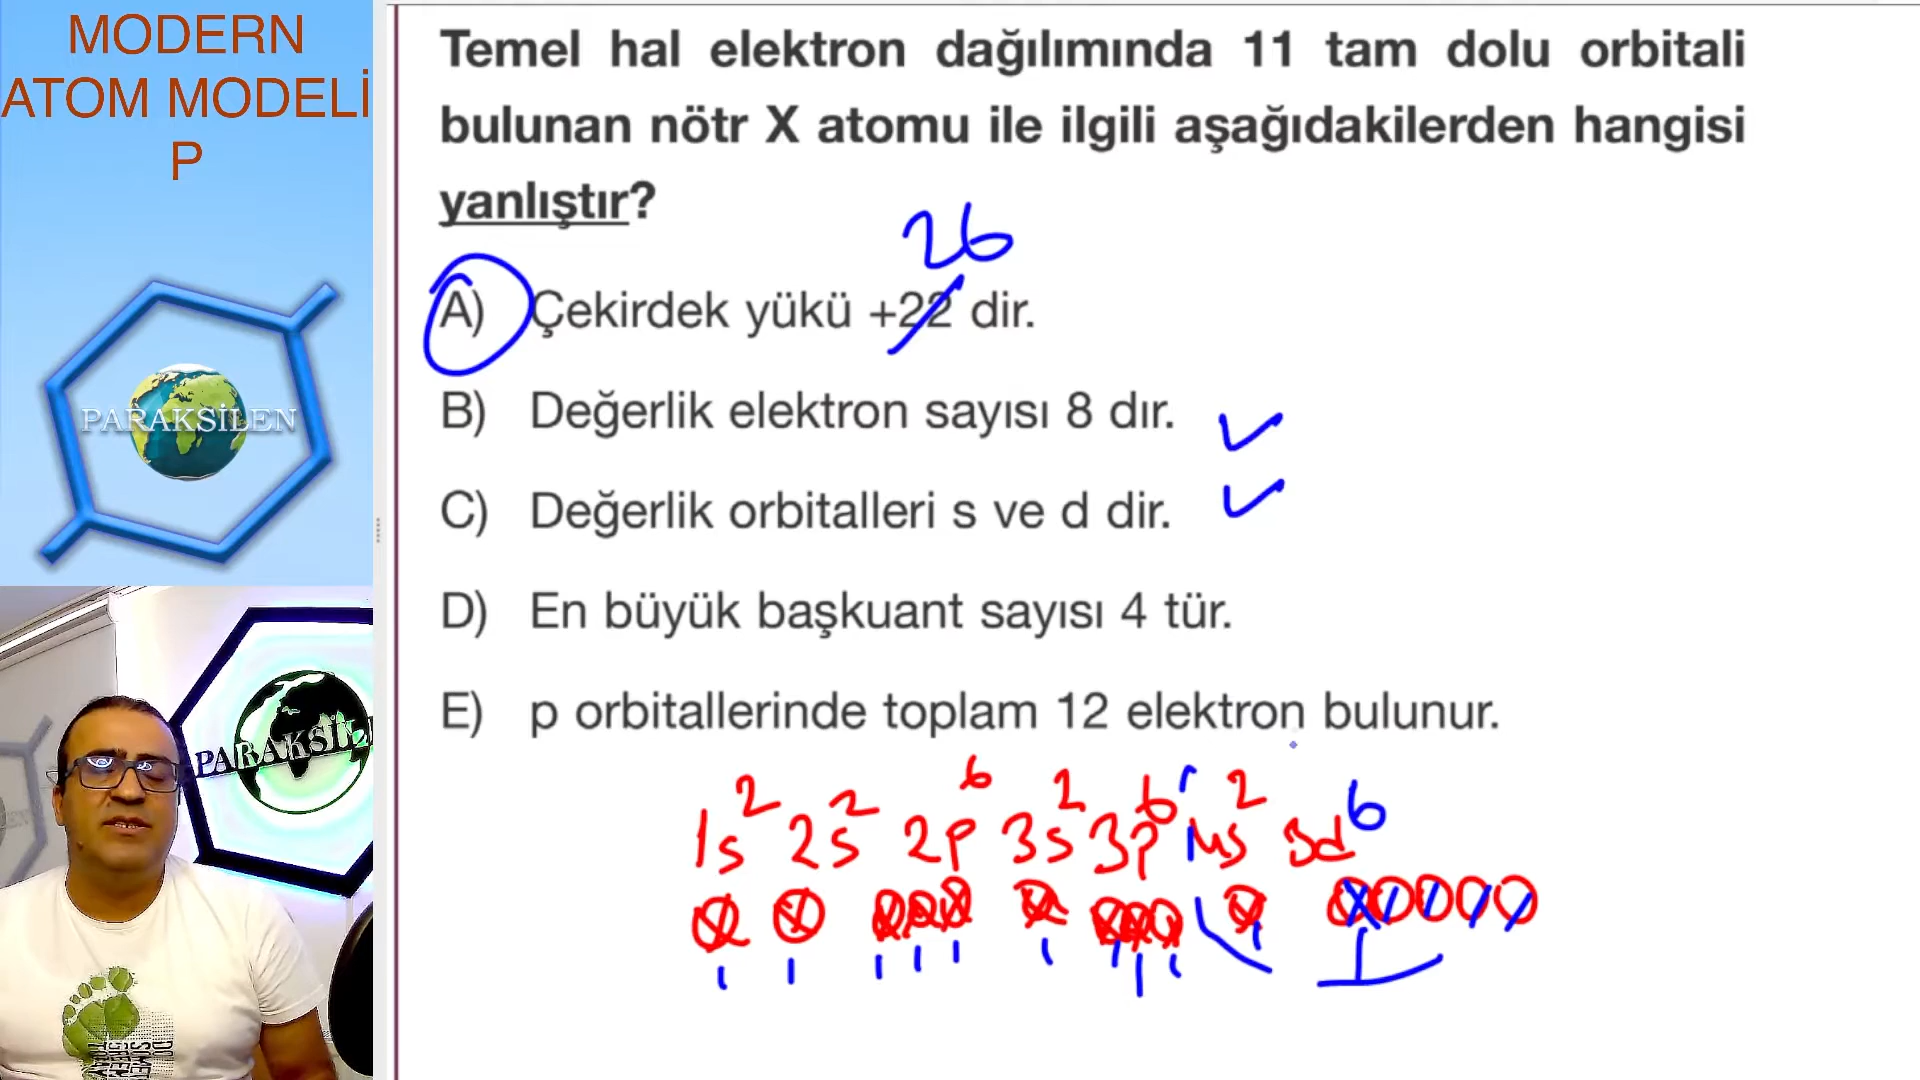 MODERN
ATOM MODELİ
P
PARAKSİLEN
Temel hal elektron dağılımında 11 tam dolu orbitali
bulunan nötr X atomu ile ilgili aşağıdakilerden hangisi
yanlıştır?
26
A) Çekirdek yükü +22 dir.
B) Değerlik elektron sayısı 8 dır.
C) Değerlik orbitalleri s ve d dir.
D) En büyük başkuant sayısı 4 tür.
E) p orbitallerinde toplam 12 elektron bulunur.
1s² 2s² 2p⁶ 3s² 3p⁶ 4s² 3d⁶